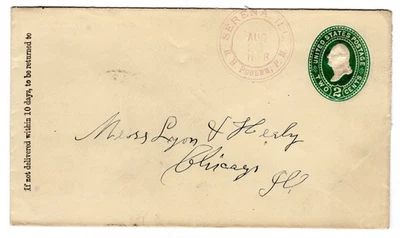 If not delivered within 10 days, to be returned to
SERENA, ILL.
AUG
P.M.
UNITED STATES POSTAGE
TWO 2 CENTS
Mess Lyon & Healy
Chicago
Ill